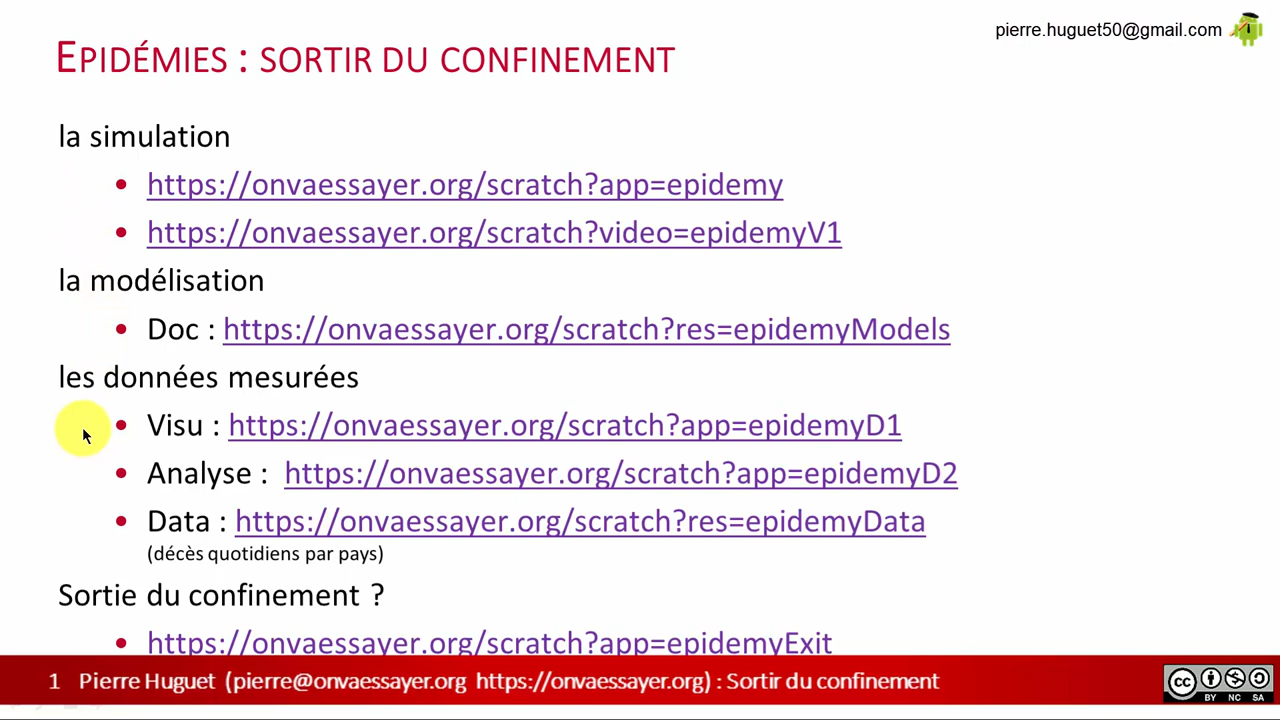 pierre.huguet50@gmail.com
EPIDÉMIES : SORTIR DU CONFINEMENT
la simulation
• https://onvaessayer.org/scratch?app=epidemy
• https://onvaessayer.org/scratch?video=epidemyV1
la modélisation
• Doc : https://onvaessayer.org/scratch?res=epidemyModels
les données mesurées
• Visu : https://onvaessayer.org/scratch?app=epidemyD1
• Analyse : https://onvaessayer.org/scratch?app=epidemyD2
• Data : https://onvaessayer.org/scratch?res=epidemyData
(décès quotidiens par pays)
Sortie du confinement ?
• https://onvaessayer.org/scratch?app=epidemyExit
1 Pierre Huguet (pierre@onvaessayer.org https://onvaessayer.org) : Sortir du confinement
cc BY NC SA